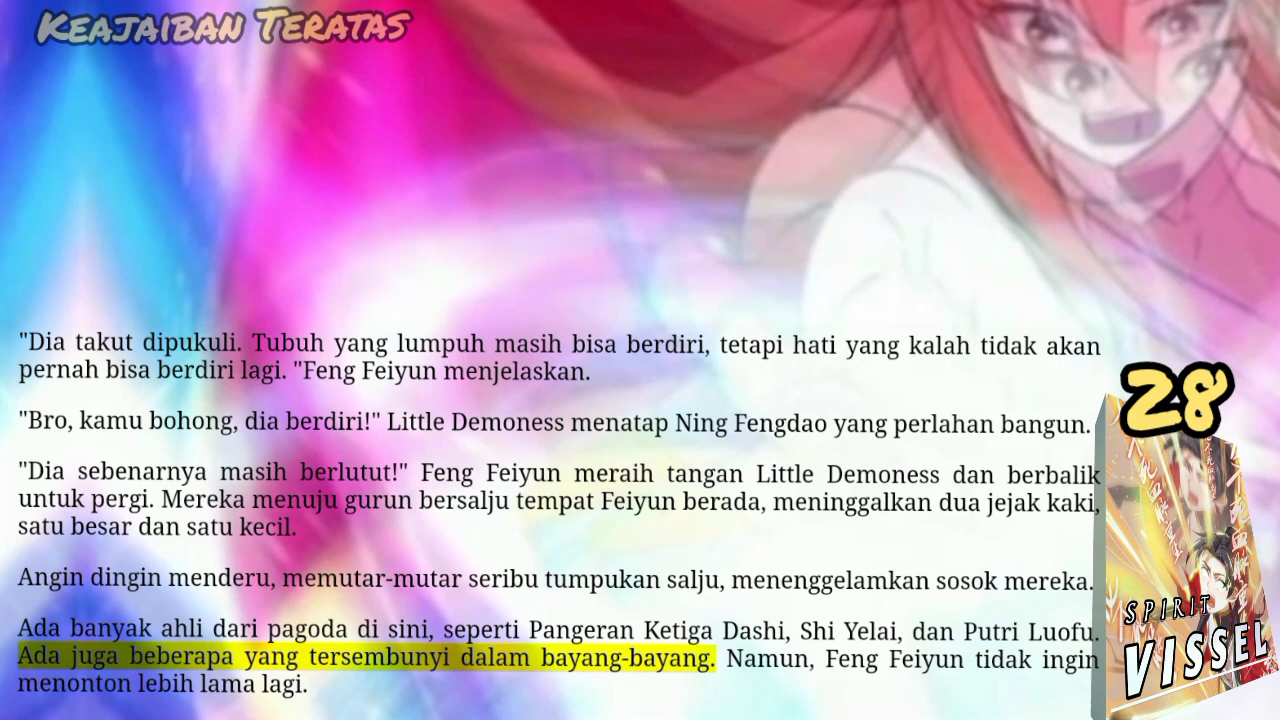 Keajaiban Teratas
"Dia takut dipukuli. Tubuh yang lumpuh masih bisa berdiri, tetapi hati yang kalah tidak akan
pernah bisa berdiri lagi. "Feng Feiyun menjelaskan.
"Bro, kamu bohong, dia berdiri!" Little Demoness menatap Ning Fengdao yang perlahan bangun.
"Dia sebenarnya masih berlutut!" Feng Feiyun meraih tangan Little Demoness dan berbalik
untuk pergi. Mereka menuju gurun bersalju tempat Feiyun berada, meninggalkan dua jejak kaki,
satu besar dan satu kecil.
Angin dingin menderu, memutar-mutar seribu tumpukan salju, menenggelamkan sosok mereka.
Ada banyak ahli dari pagoda di sini, seperti Pangeran Ketiga Dashi, Shi Yelai, dan Putri Luofu.
Ada juga beberapa yang tersembunyi dalam bayang-bayang. Namun, Feng Feiyun tidak ingin
menonton lebih lama lagi.
28
SPIRIT
VISSEL